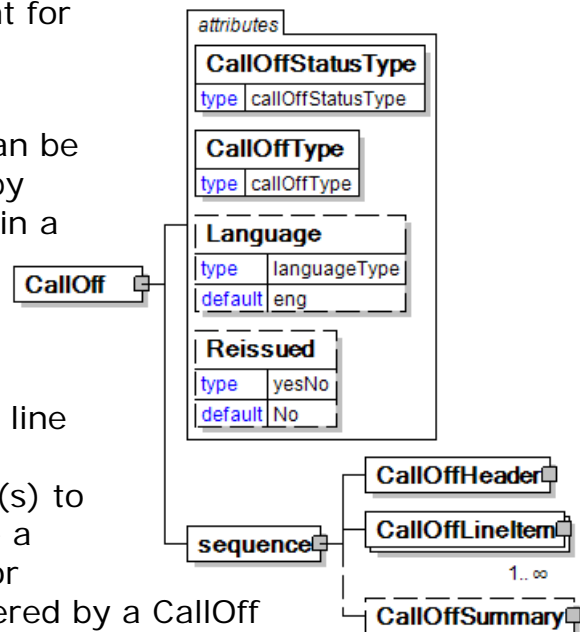 nt for
an be
by
in a
line
(s) to
a
or
ered by a CallOff
attributes
CallOffStatusType
type callOffStatusType
CallOffType
type callOffType
Language
type languageType
default eng
Reissued
type yesNo
default No
CallOff
sequence
CallOffHeader
CallOffLineItem
1..∞
CallOffSummary